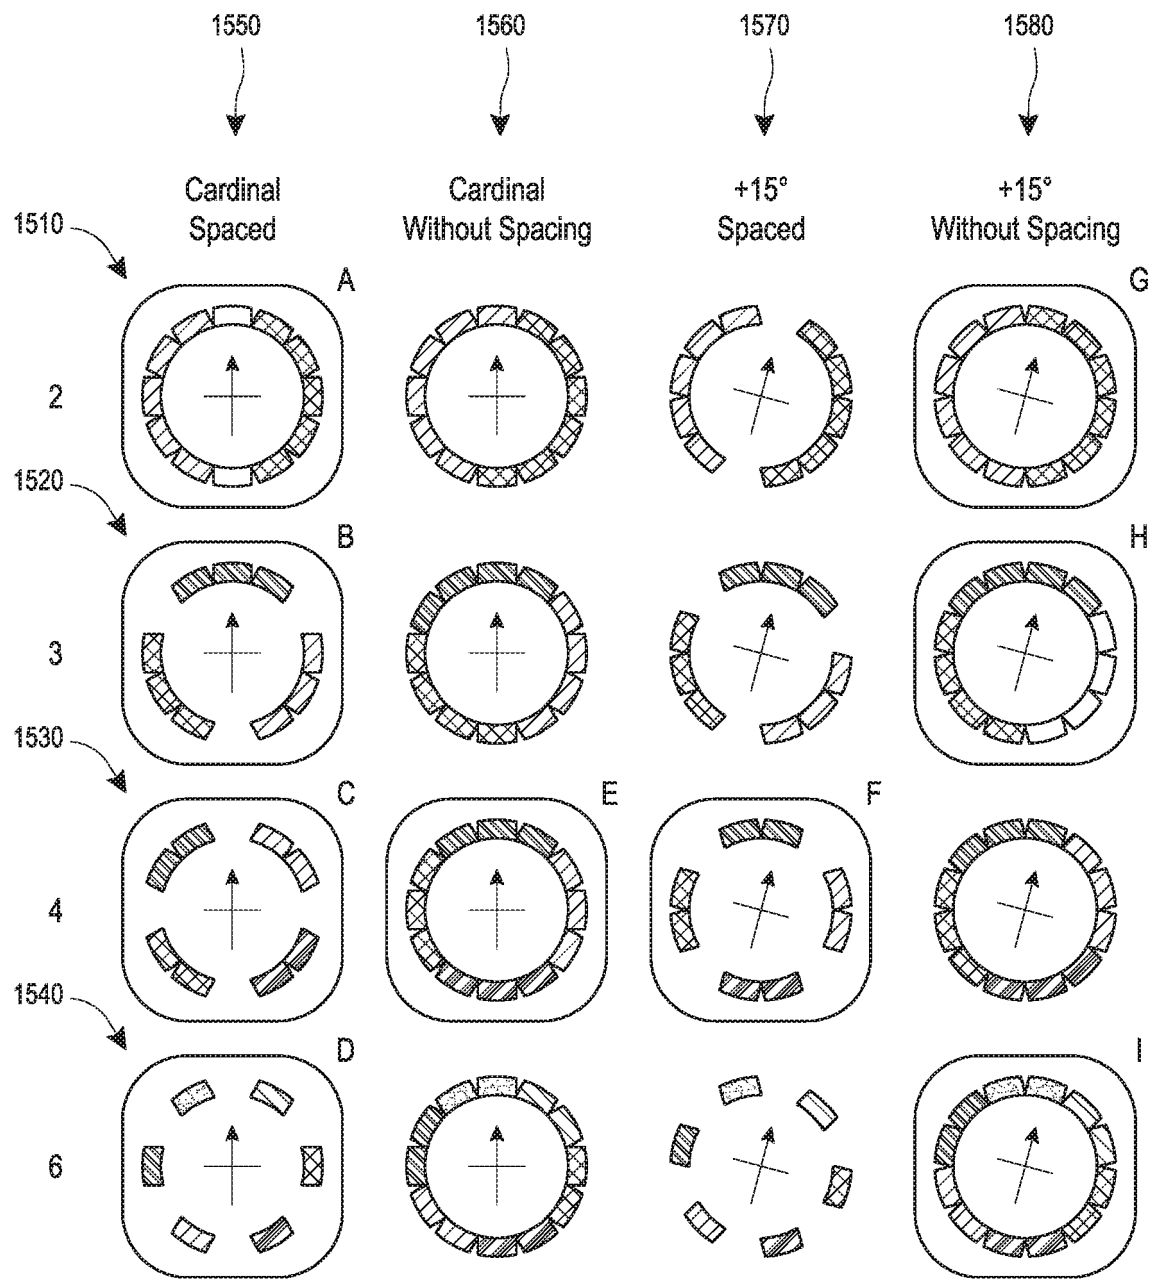 1550 1560 1570 1580
Cardinal Cardinal +15° +15°
Spaced Without Spacing Spaced Without Spacing
1510
A G
2
1520
B H
3
1530
C E F
4
1540
D I
6